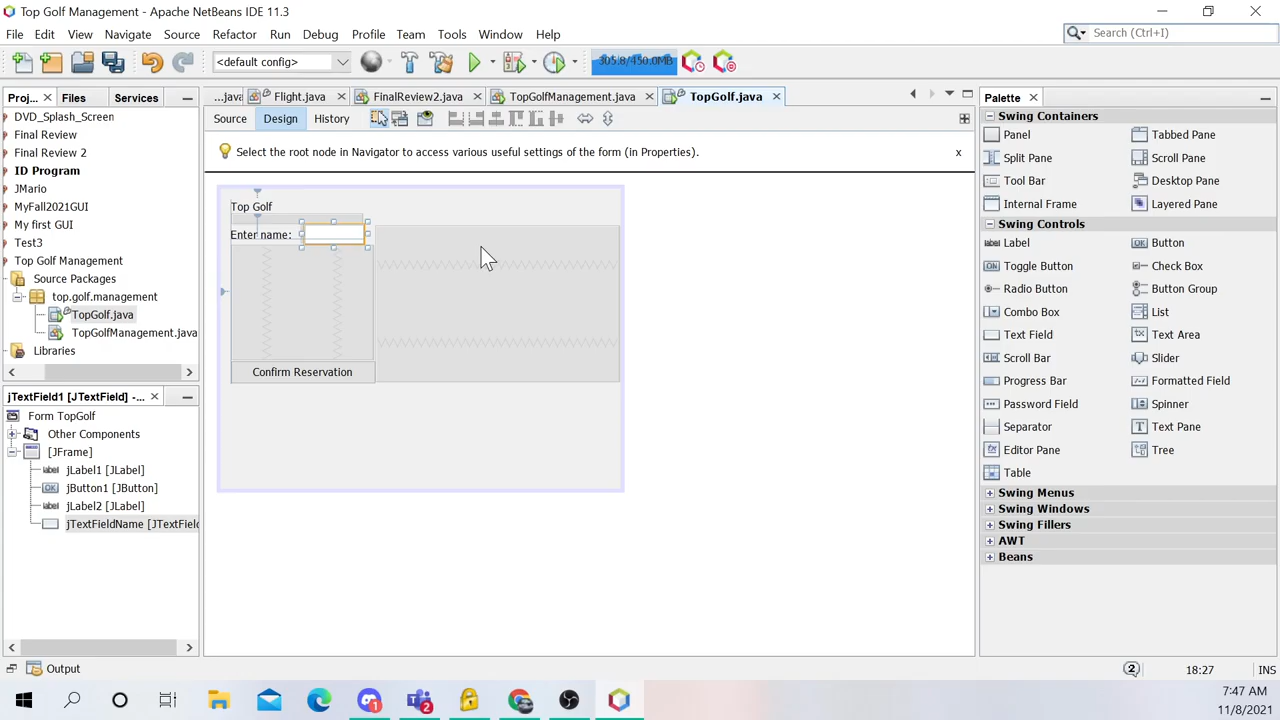 Top Golf Management - Apache NetBeans IDE 11.3
File Edit View Navigate Source Refactor Run Debug Profile Team Tools Window Help
Search (Ctrl+I)
<default config>
305.8/450.0MB
Proj... Files Services
...java Flight.java FinalReview2.java TopGolfManagement.java TopGolf.java
Palette
Source Design History
Select the root node in Navigator to access various useful settings of the form (in Properties). x
DVD_Splash_Screen
Final Review
Final Review 2
ID Program
JMario
MyFall2021GUI
My first GUI
Test3
Top Golf Management
Source Packages
top.golf.management
TopGolf.java
TopGolfManagement.java
Libraries
jTextField1 [JTextField] -...
Form TopGolf
Other Components
[JFrame]
jLabel1 [JLabel]
jButton1 [JButton]
jLabel2 [JLabel]
jTextFieldName [JTextField
Top Golf
Enter name:
Confirm Reservation
Swing Containers
Panel Tabbed Pane
Split Pane Scroll Pane
Tool Bar Desktop Pane
Internal Frame Layered Pane
Swing Controls
Label Button
Toggle Button Check Box
Radio Button Button Group
Combo Box List
Text Field Text Area
Scroll Bar Slider
Progress Bar Formatted Field
Password Field Spinner
Separator Text Pane
Editor Pane Tree
Table
Swing Menus
Swing Windows
Swing Fillers
AWT
Beans
Output
2 18:27 INS
1 2
7:47 AM
11/8/2021